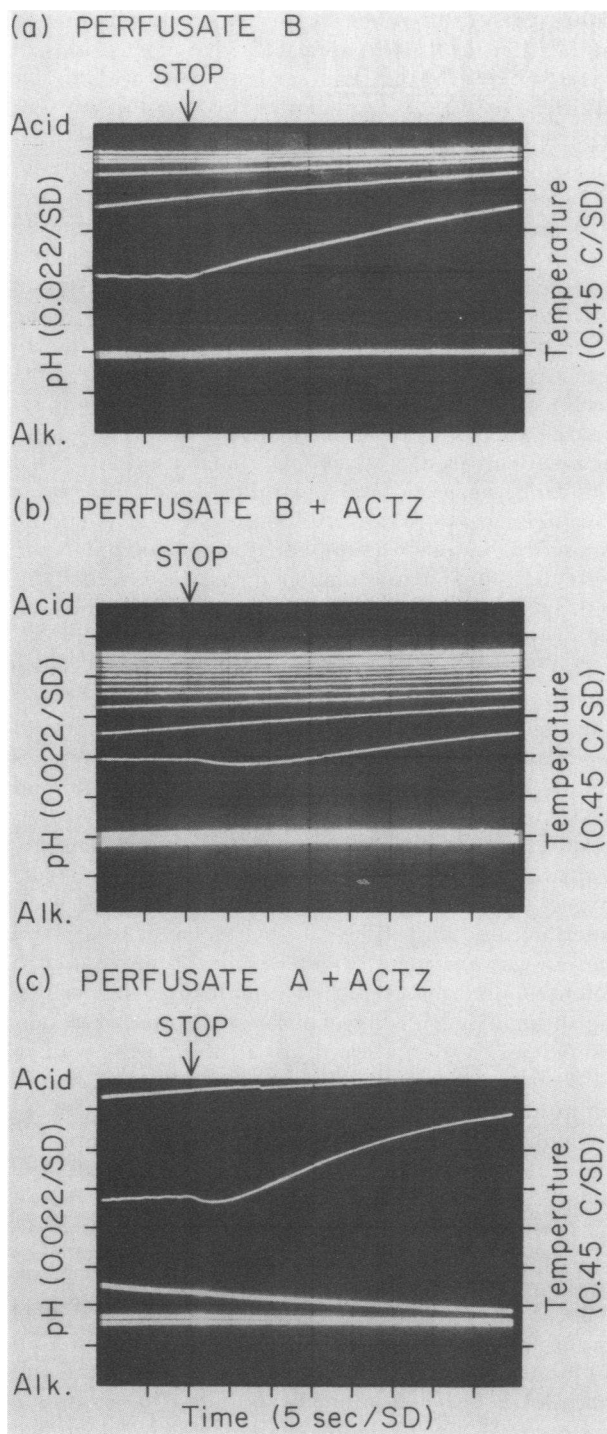 (a) PERFUSATE B
STOP
Acid
pH (0.022/SD)
Temperature
(0.45 C/SD)
Alk.
(b) PERFUSATE B + ACTZ
STOP
Acid
pH (0.022/SD)
Temperature
(0.45 C/SD)
Alk.
(c) PERFUSATE A + ACTZ
STOP
Acid
pH (0.022/SD)
Temperature
(0.45 C/SD)
Alk.
Time (5 sec/SD)